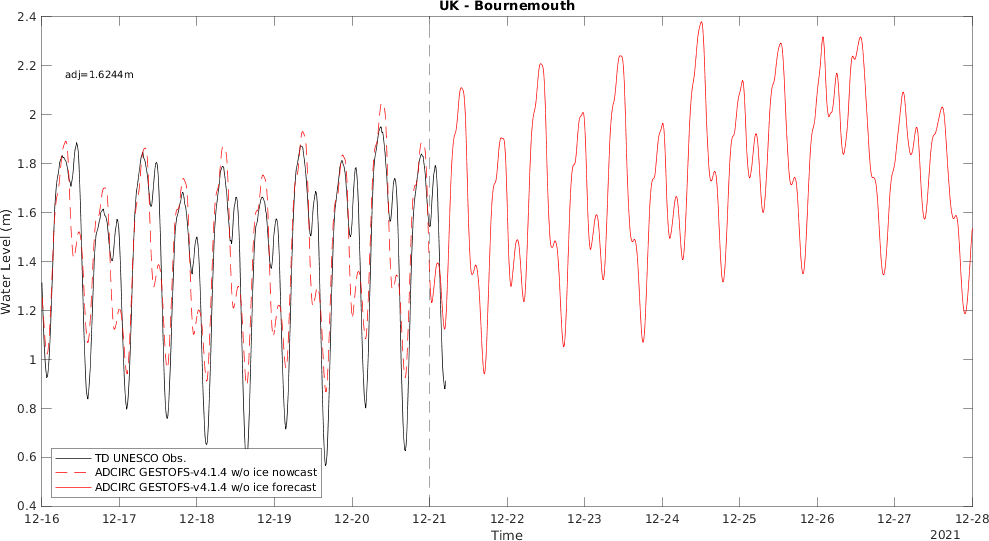 UK - Bournemouth
2.4
2.2
2
1.8
1.6
1.4
1.2
1
0.8
0.6
0.4
Water Level (m)
adj=1.6244m
TD UNESCO Obs.
ADCIRC GESTOFS-v4.1.4 w/o ice nowcast
ADCIRC GESTOFS-v4.1.4 w/o ice forecast
12-16 12-17 12-18 12-19 12-20 12-21 12-22 12-23 12-24 12-25 12-26 12-27 12-28
Time
2021